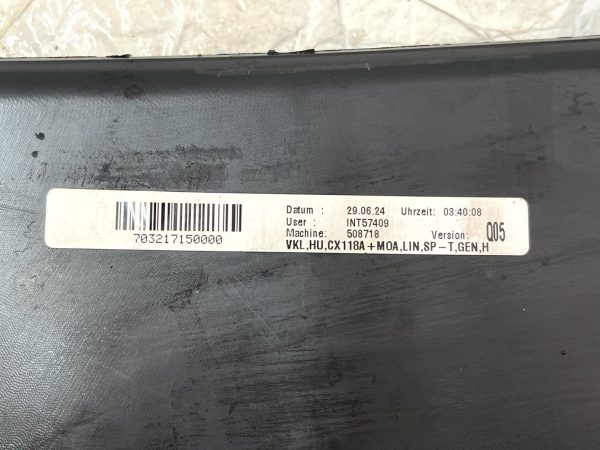 703217150000
Datum : 29.06.24 Uhrzeit: 03:40:08
User : INT57409
Machine: 508718 Version: Q05
VKL,HU,CX118A+MOA,LIN,SP-T,GEN,H